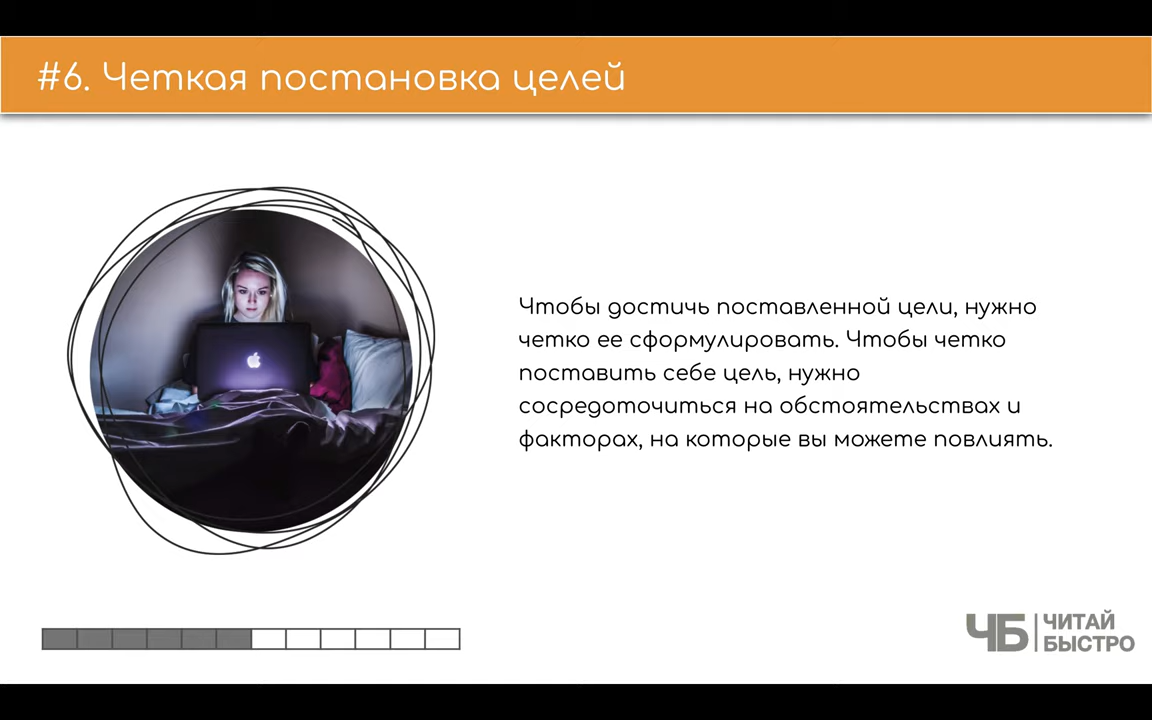 #6. Четкая постановка целей
Чтобы достичь поставленной цели, нужно
четко ее сформулировать. Чтобы четко
поставить себе цель, нужно
сосредоточиться на обстоятельствах и
факторах, на которые вы можете повлиять.
ЧБ
ЧИТАЙ
БЫСТРО